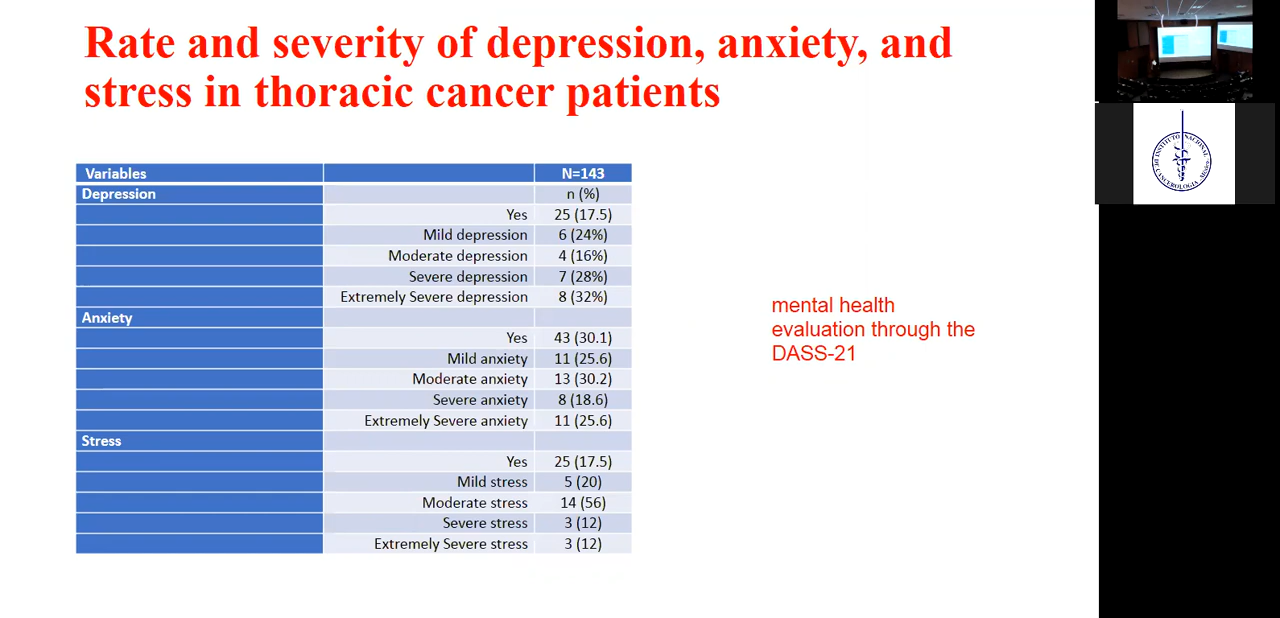 Rate and severity of depression, anxiety, and
stress in thoracic cancer patients
Variables N=143
Depression n (%)
Yes 25 (17.5)
Mild depression 6 (24%)
Moderate depression 4 (16%)
Severe depression 7 (28%)
Extremely Severe depression 8 (32%)
Anxiety
Yes 43 (30.1)
Mild anxiety 11 (25.6)
Moderate anxiety 13 (30.2)
Severe anxiety 8 (18.6)
Extremely Severe anxiety 11 (25.6)
Stress
Yes 25 (17.5)
Mild stress 5 (20)
Moderate stress 14 (56)
Severe stress 3 (12)
Extremely Severe stress 3 (12)
mental health
evaluation through the
DASS-21
INSTITUTO NACIONAL
DE CANCEROLOGIA